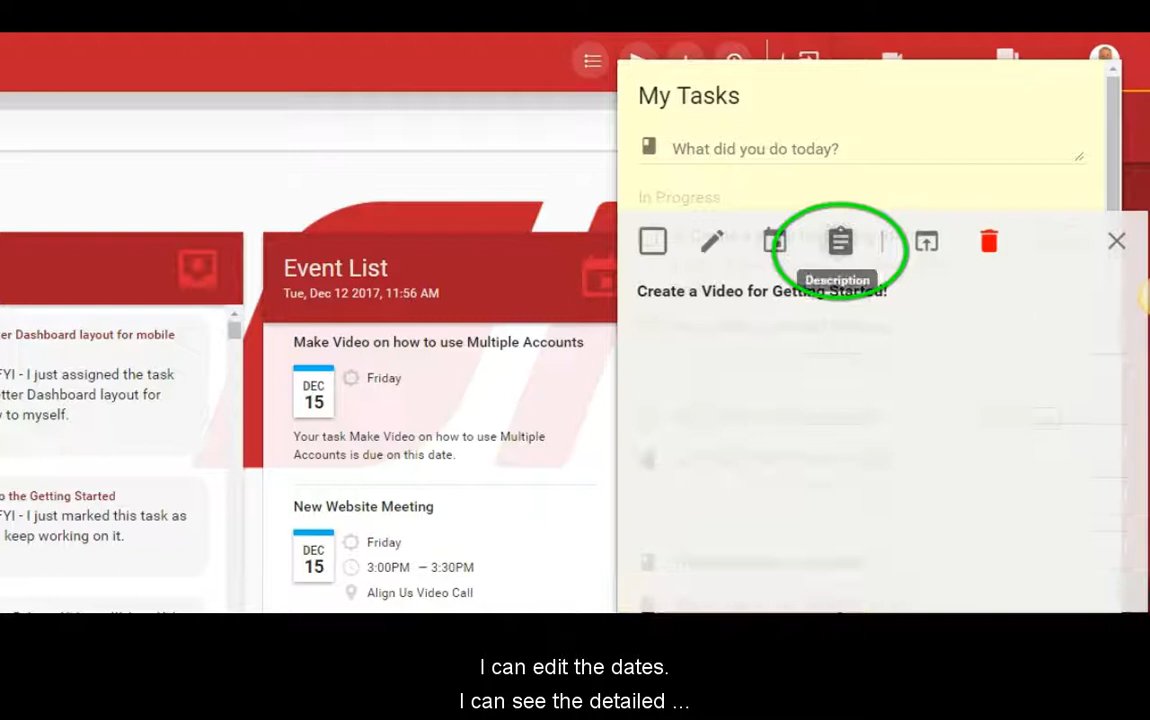 My Tasks
What did you do today?
In Progress
Description
Create a Video for Getting Started!
er Dashboard layout for mobile
FYI - I just assigned the task
etter Dashboard layout for
to myself.
o the Getting Started
FYI - I just marked this task as
keep working on it.
Event List
Tue, Dec 12 2017, 11:56 AM
Make Video on how to use Multiple Accounts
DEC
15
Friday
Your task Make Video on how to use Multiple
Accounts is due on this date.
New Website Meeting
DEC
15
Friday
3:00PM – 3:30PM
Align Us Video Call
I can edit the dates.
I can see the detailed ...